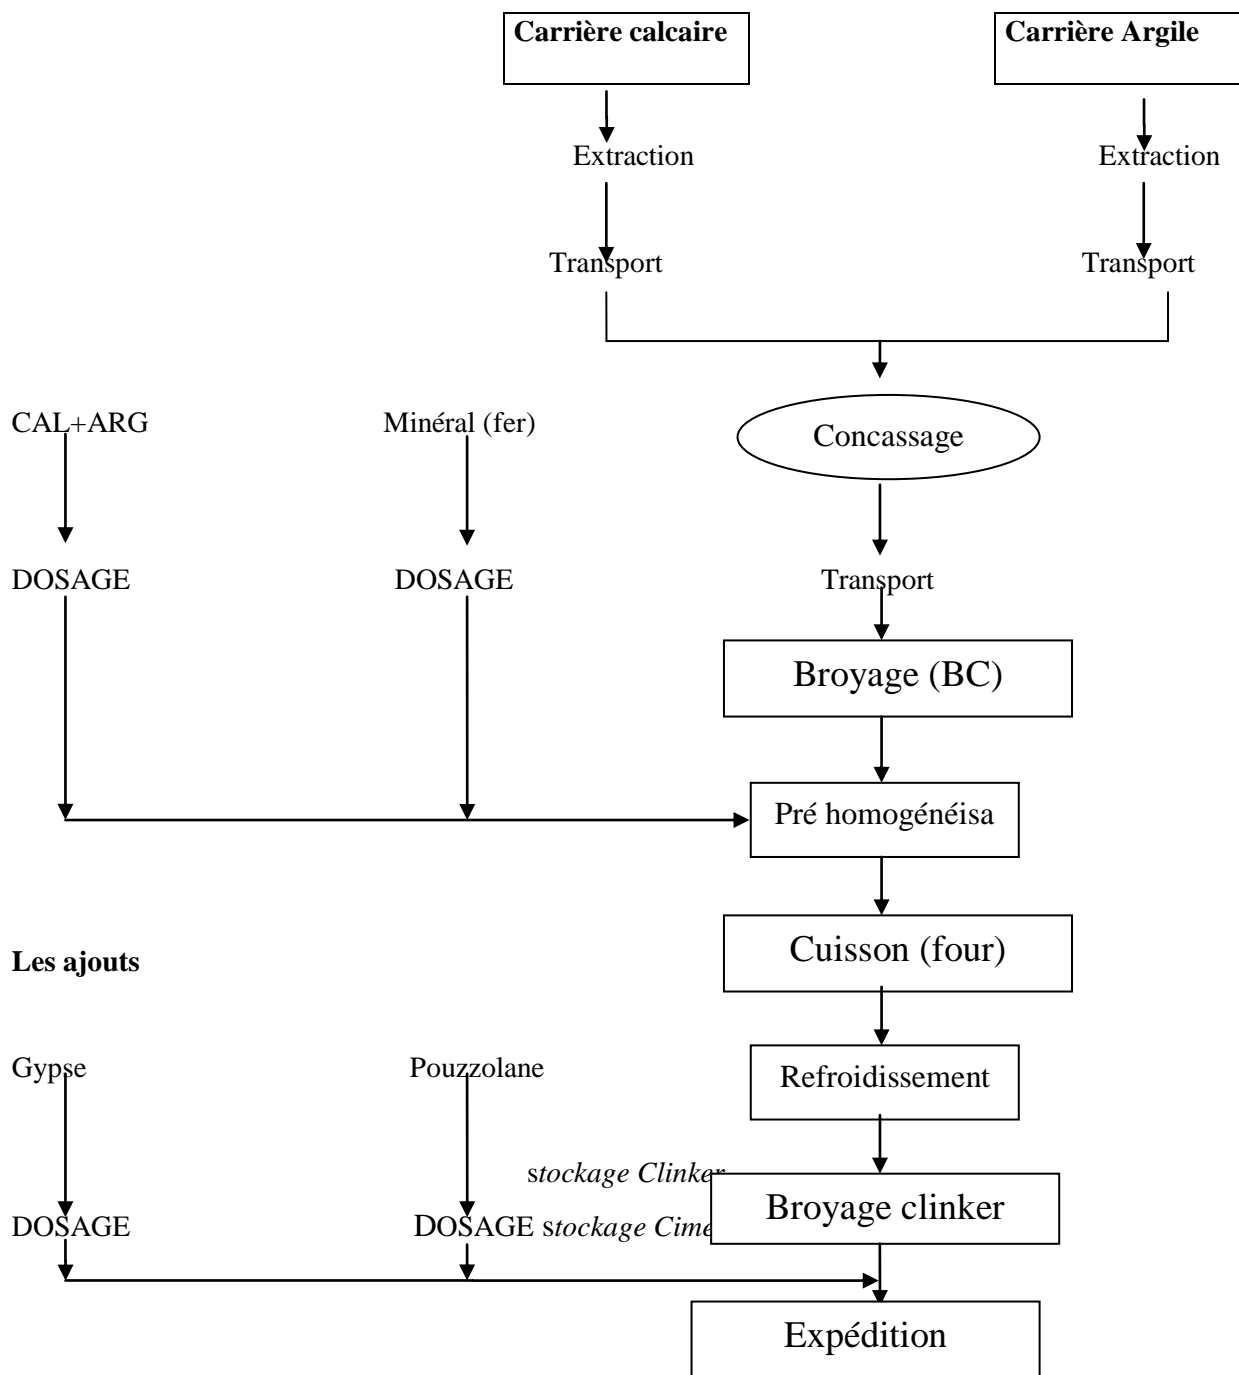 Carrière calcaire
Carrière Argile
Extraction
Extraction
Transport
Transport
CAL+ARG
Minéral (fer)
Concassage
DOSAGE
DOSAGE
Transport
Broyage (BC)
Pré homogénéisa
Cuisson (four)
Les ajouts
Gypse
Pouzzolane
Refroidissement
stockage Clinker
Broyage clinker
DOSAGE
DOSAGE stockage Cime
Expédition